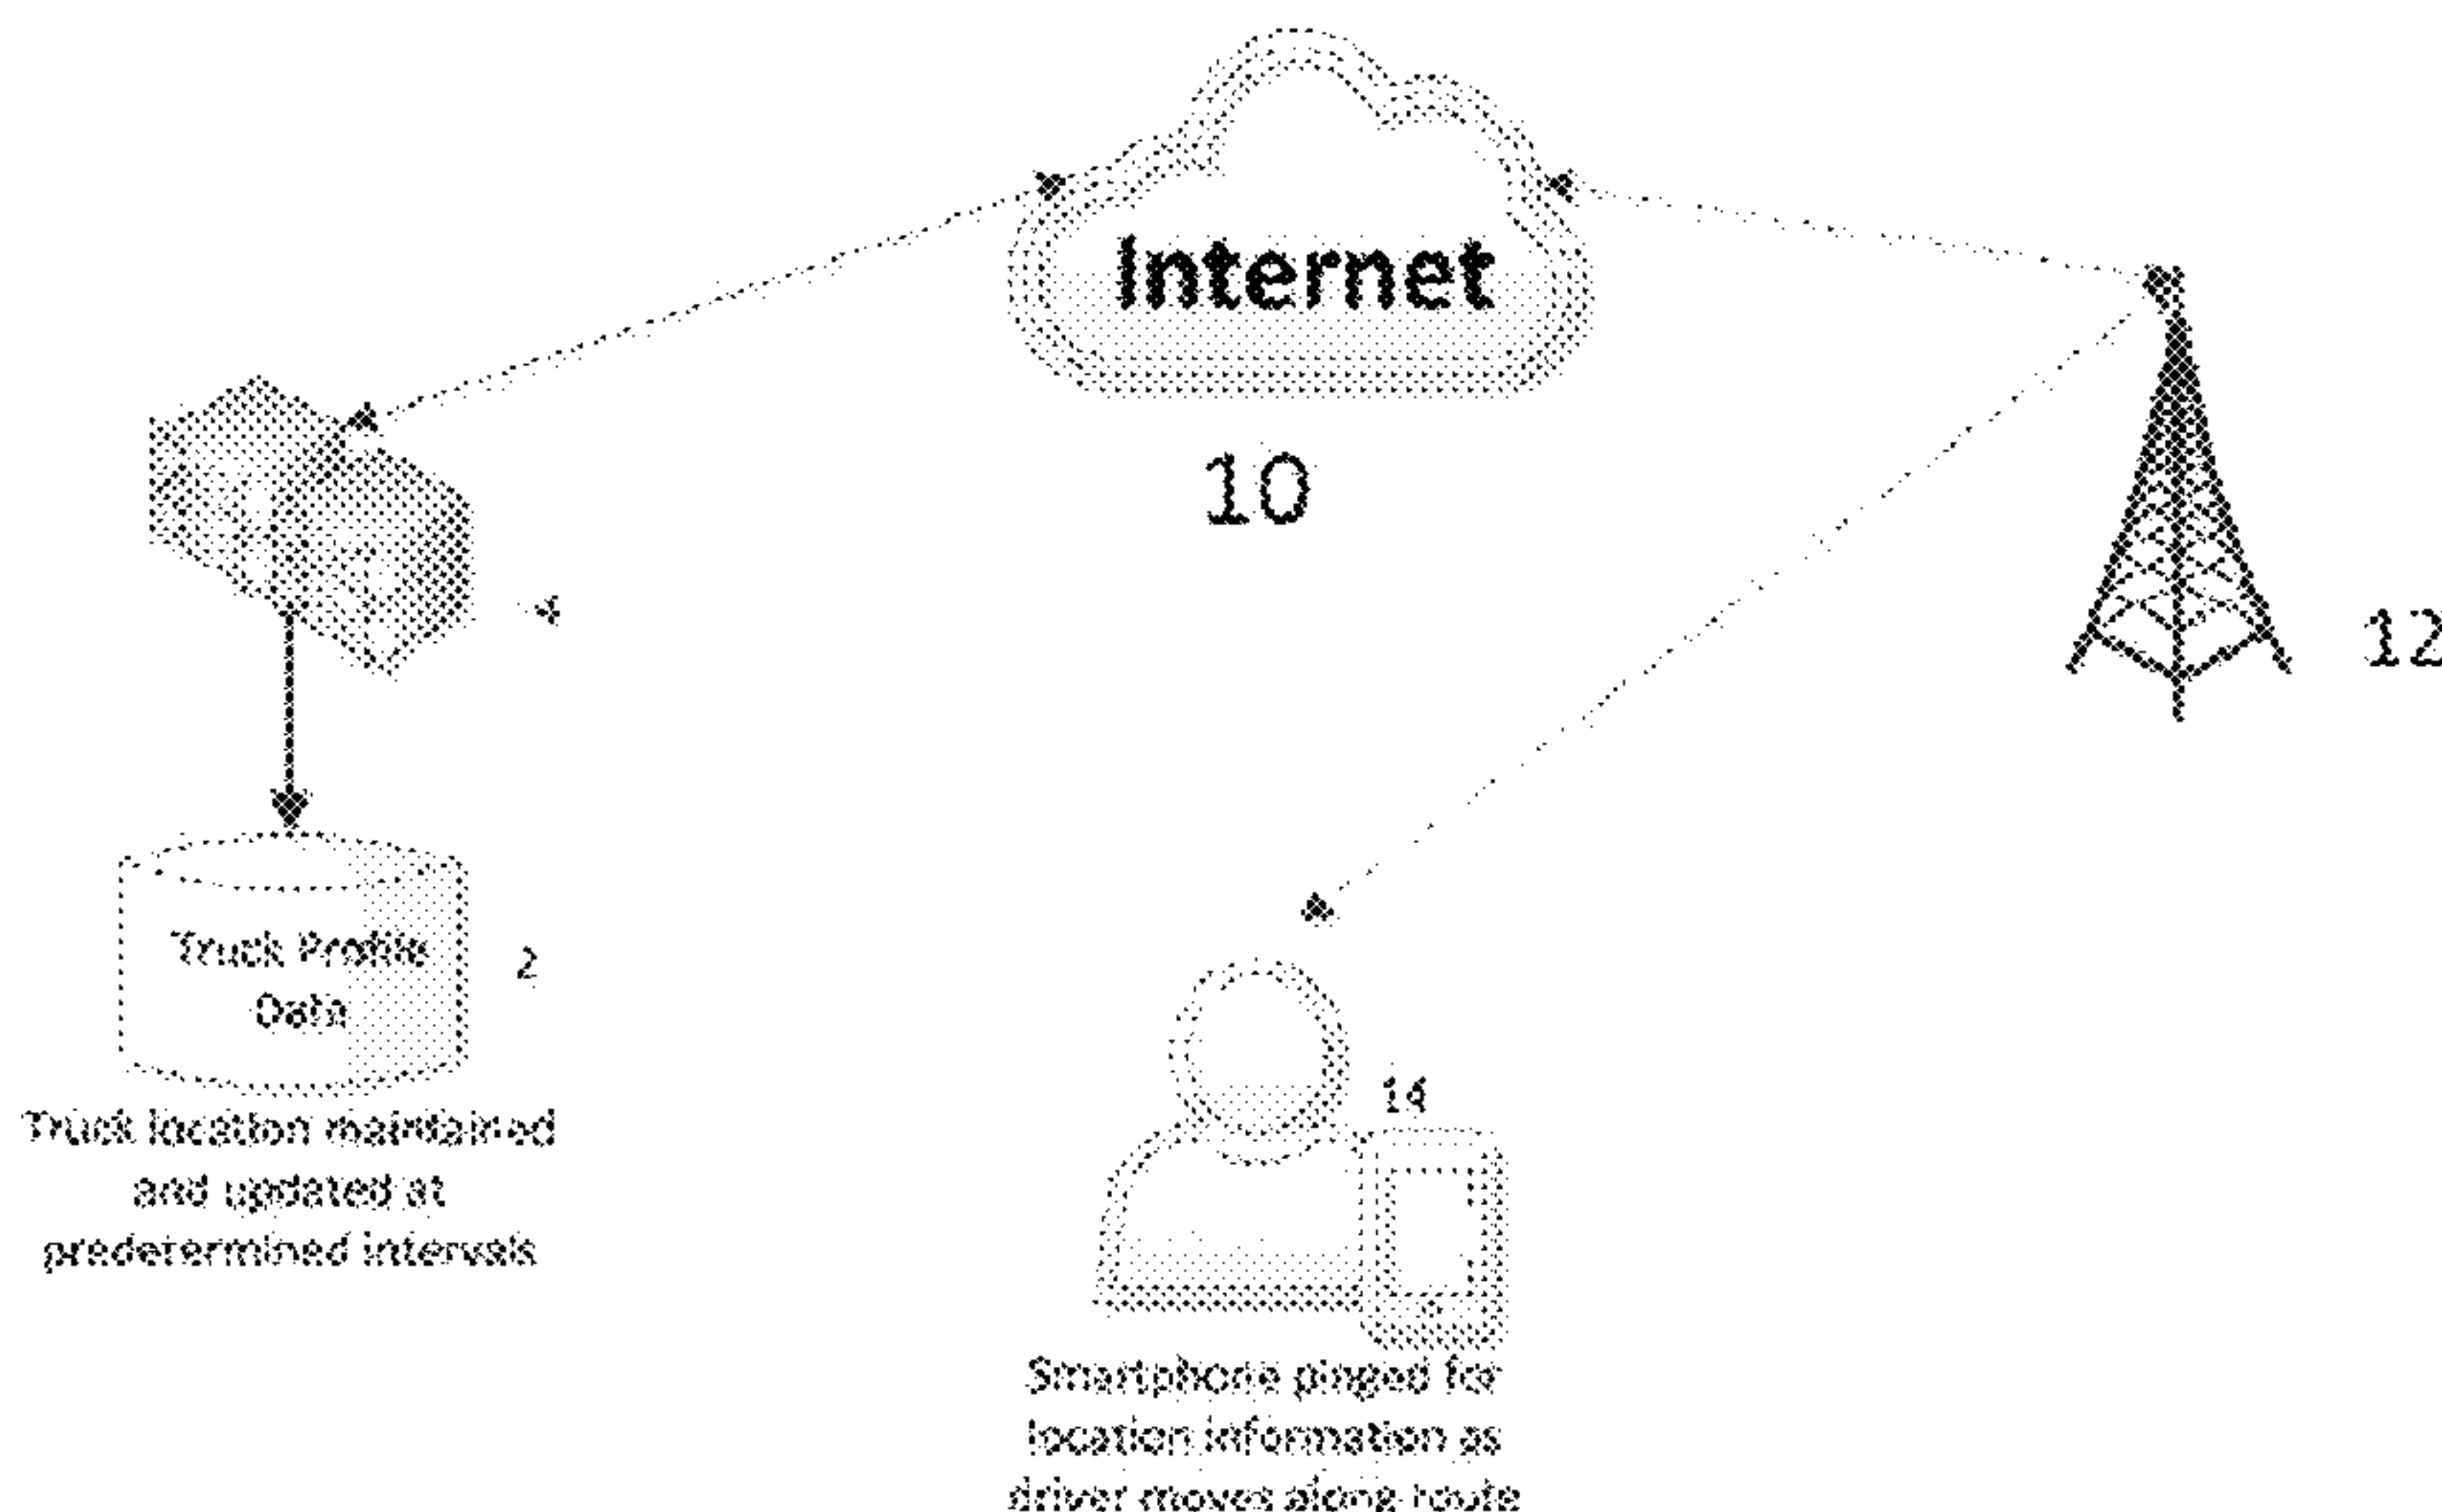 Internet
10
12
4
Truck Profile
Data
2
Truck location maintained
and updated at
predetermined intervals
14
Smartphone pinged for
location information as
driver moves along route